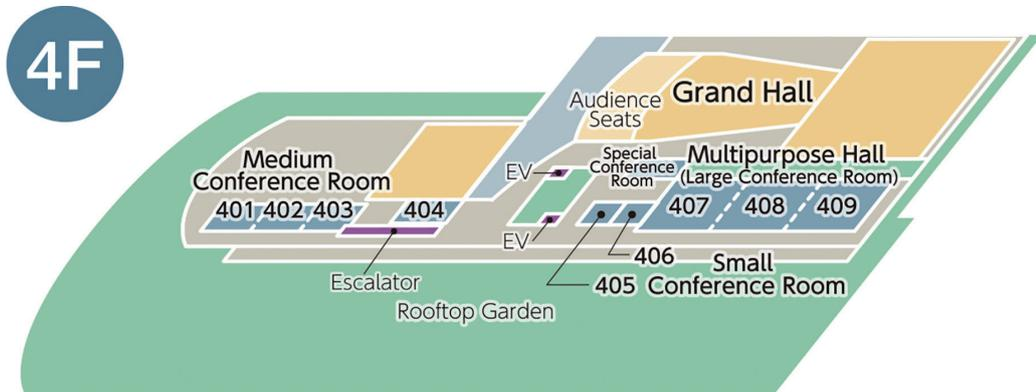 4F
Audience
Seats
Grand Hall
Medium
Conference Room
EV
Special
Conference
Room
Multipurpose Hall
(Large Conference Room)
401
402
403
404
407
408
409
EV
406
405
Small
Conference Room
Escalator
Rooftop Garden